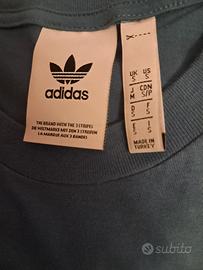 adidas
THE BRAND WITH THE 3 STRIPES
DIE WELTMARKE MIT DEN 3 STREIFEN
LA MARQUE AUX 3 BANDES
UK S
US S
J M
CDN S/P
D S
F S
E S
I S
MADE IN
TURKEY
subito